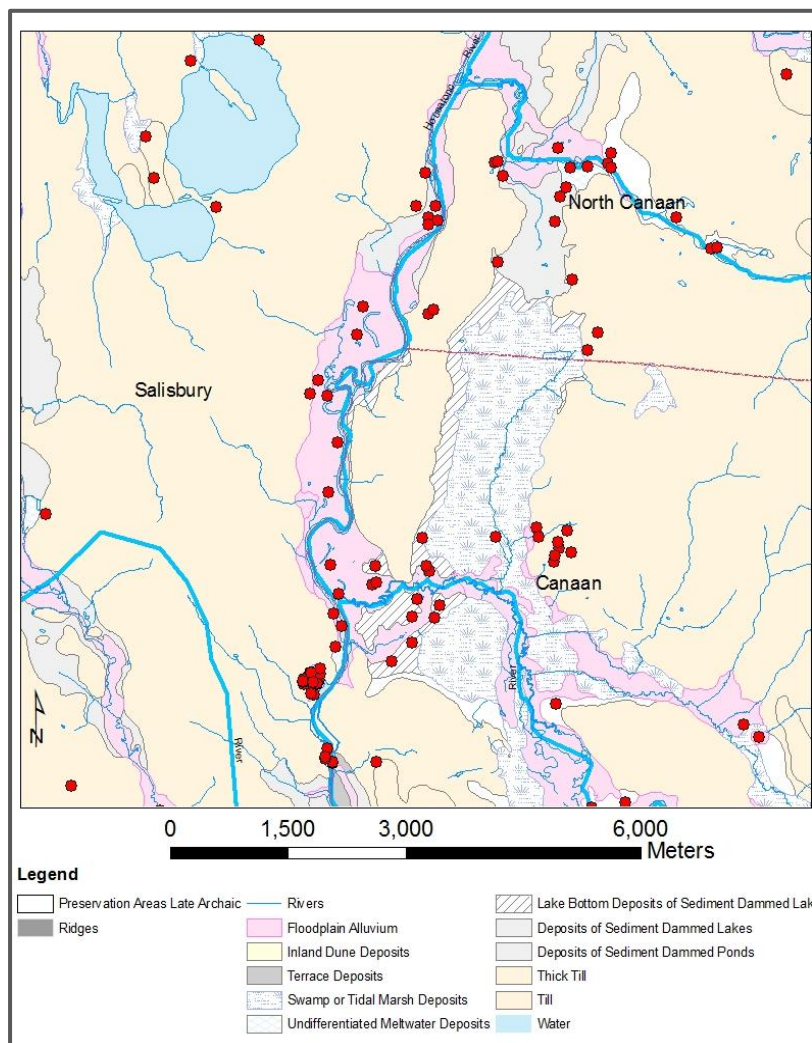 Housatonic River
North Canaan
Salisbury
Canaan
River
River
N
0 1,500 3,000 6,000
Meters
Legend
Preservation Areas Late Archaic
Ridges
Rivers
Floodplain Alluvium
Inland Dune Deposits
Terrace Deposits
Swamp or Tidal Marsh Deposits
Undifferentiated Meltwater Deposits
Lake Bottom Deposits of Sediment Dammed Lak
Deposits of Sediment Dammed Lakes
Deposits of Sediment Dammed Ponds
Thick Till
Till
Water